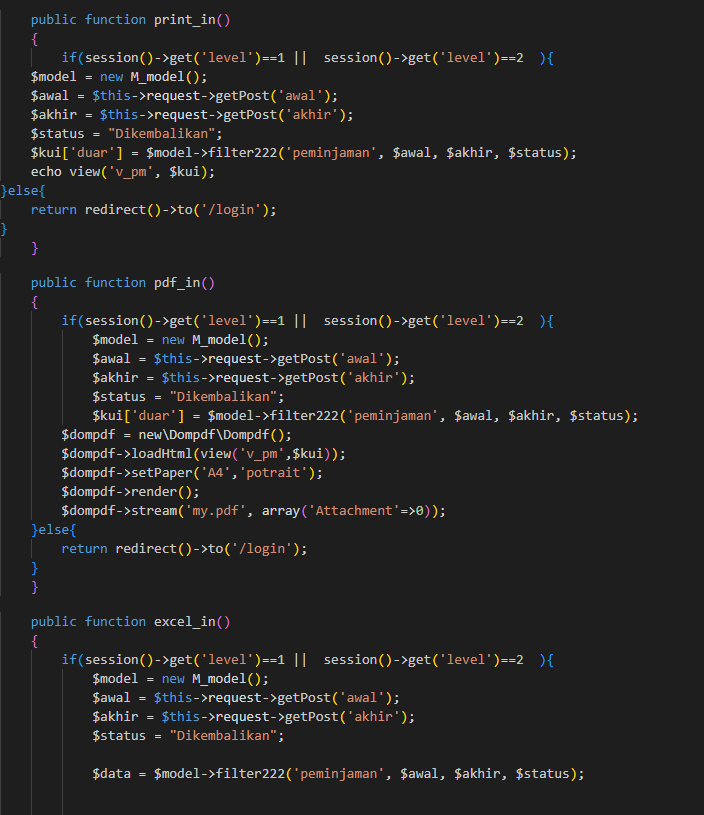 public function print_in()
{
if(session()->get('level')==1 ||  session()->get('level')==2  ){
$model = new M_model();
$awal = $this->request->getPost('awal');
$akhir = $this->request->getPost('akhir');
$status = "Dikembalikan";
$kui['duar'] = $model->filter222('peminjaman', $awal, $akhir, $status);
echo view('v_pm', $kui);
}else{
return redirect()->to('/login');
}
}
public function pdf_in()
{
if(session()->get('level')==1 ||  session()->get('level')==2  ){
$model = new M_model();
$awal = $this->request->getPost('awal');
$akhir = $this->request->getPost('akhir');
$status = "Dikembalikan";
$kui['duar'] = $model->filter222('peminjaman', $awal, $akhir, $status);
$dompdf = new\Dompdf\Dompdf();
$dompdf->loadHtml(view('v_pm',$kui));
$dompdf->setPaper('A4','potrait');
$dompdf->render();
$dompdf->stream('my.pdf', array('Attachment'=>0));
}else{
return redirect()->to('/login');
}
}
public function excel_in()
{
if(session()->get('level')==1 ||  session()->get('level')==2  ){
$model = new M_model();
$awal = $this->request->getPost('awal');
$akhir = $this->request->getPost('akhir');
$status = "Dikembalikan";
$data = $model->filter222('peminjaman', $awal, $akhir, $status);